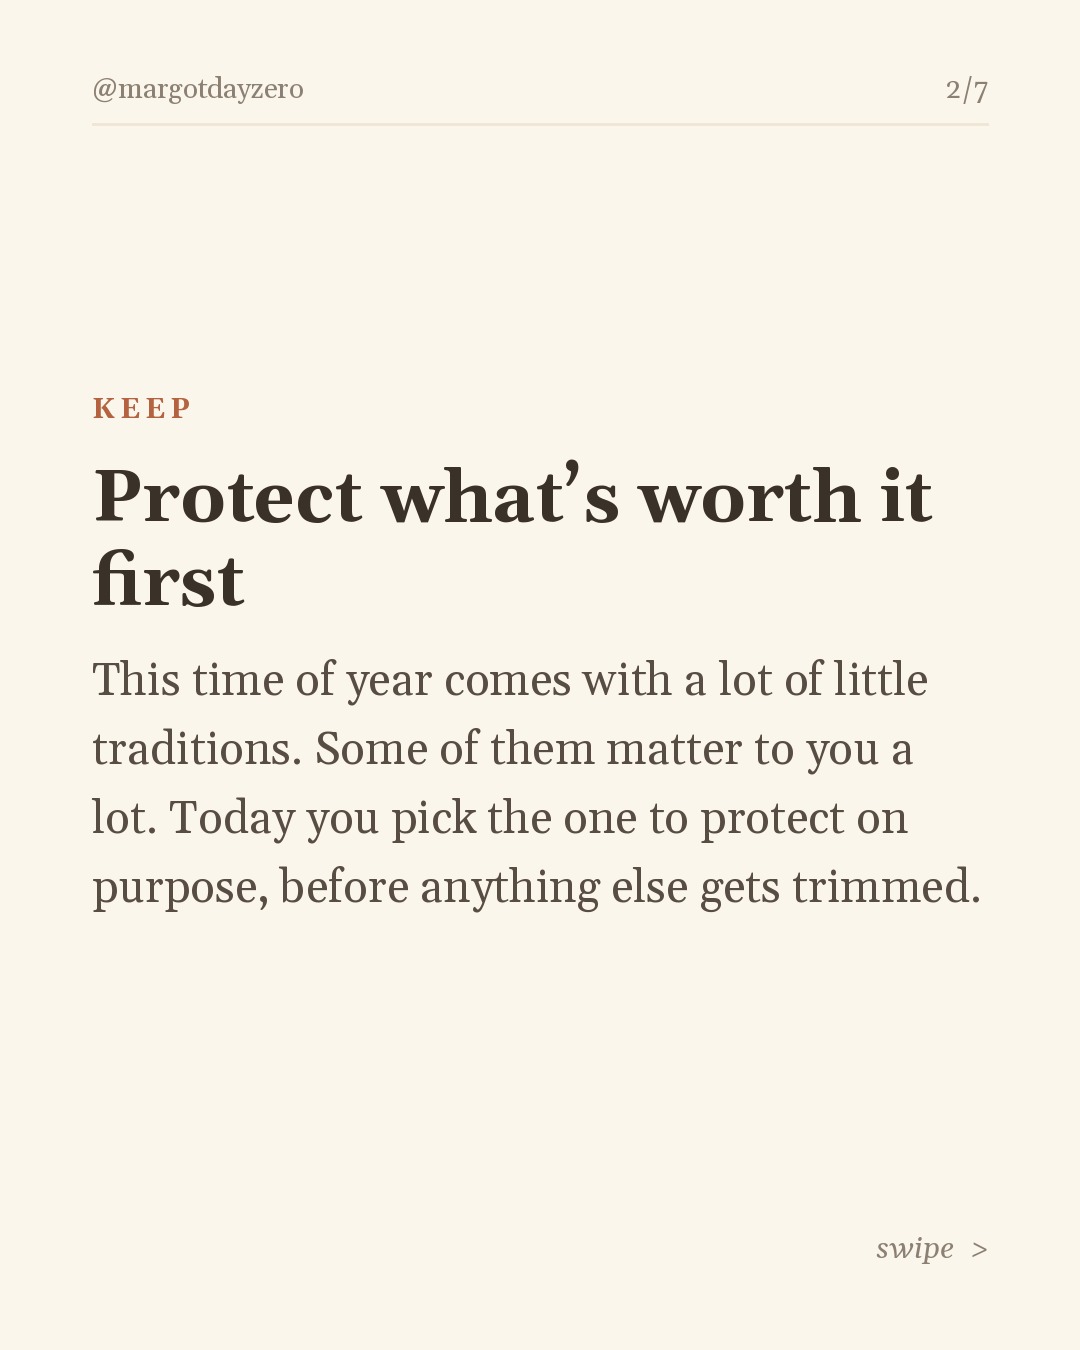 @margotdayzero
2/7
KEEP
Protect what’s worth it
first
This time of year comes with a lot of little
traditions. Some of them matter to you a
lot. Today you pick the one to protect on
purpose, before anything else gets trimmed.
swipe >